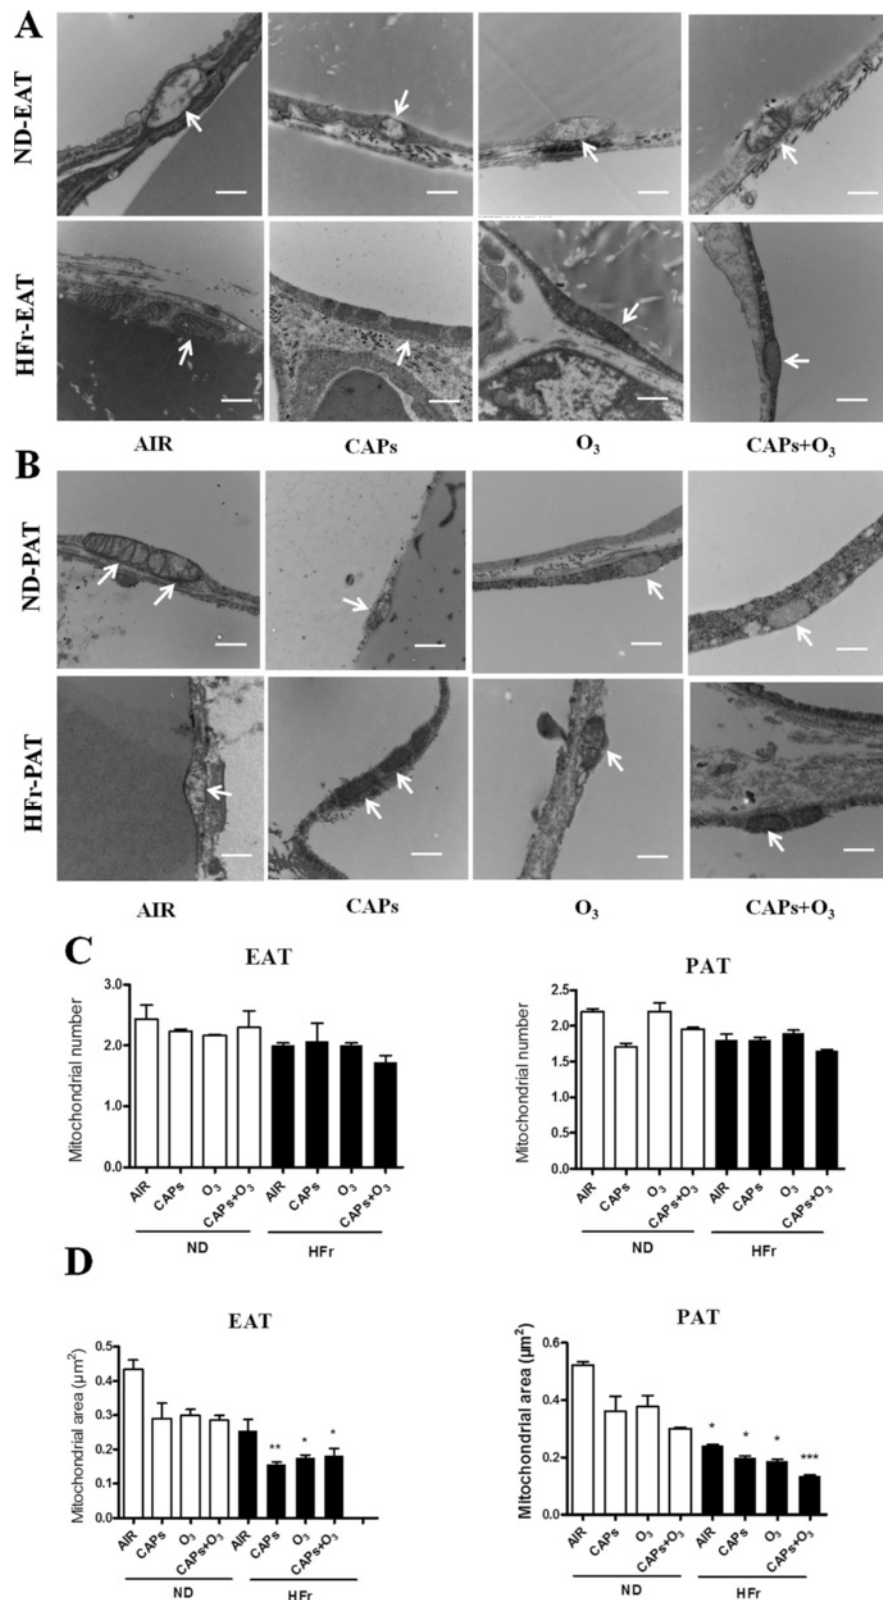 A
ND-EAT
HFr-EAT
AIR CAPs O₃ CAPs+O₃
B
ND-PAT
HFr-PAT
AIR CAPs O₃ CAPs+O₃
C
EAT
Mitochondrial number
3.0
2.0
1.0
0.0
AIR CAPs O₃ CAPs+O₃ AIR CAPs O₃ CAPs+O₃
ND HFr
PAT
Mitochondrial number
2.5
2.0
1.5
1.0
0.5
0.0
AIR CAPs O₃ CAPs+O₃ AIR CAPs O₃ CAPs+O₃
ND HFr
D
EAT
Mitochondrial area (µm²)
0.5
0.4
0.3
0.2
0.1
0.0
** * *
AIR CAPs O₃ CAPs+O₃ AIR CAPs O₃ CAPs+O₃
ND HFr
PAT
Mitochondrial area (µm²)
0.6
0.4
0.2
0.0
* * * ***
AIR CAPs O₃ CAPs+O₃ AIR CAPs O₃ CAPs+O₃
ND HFr